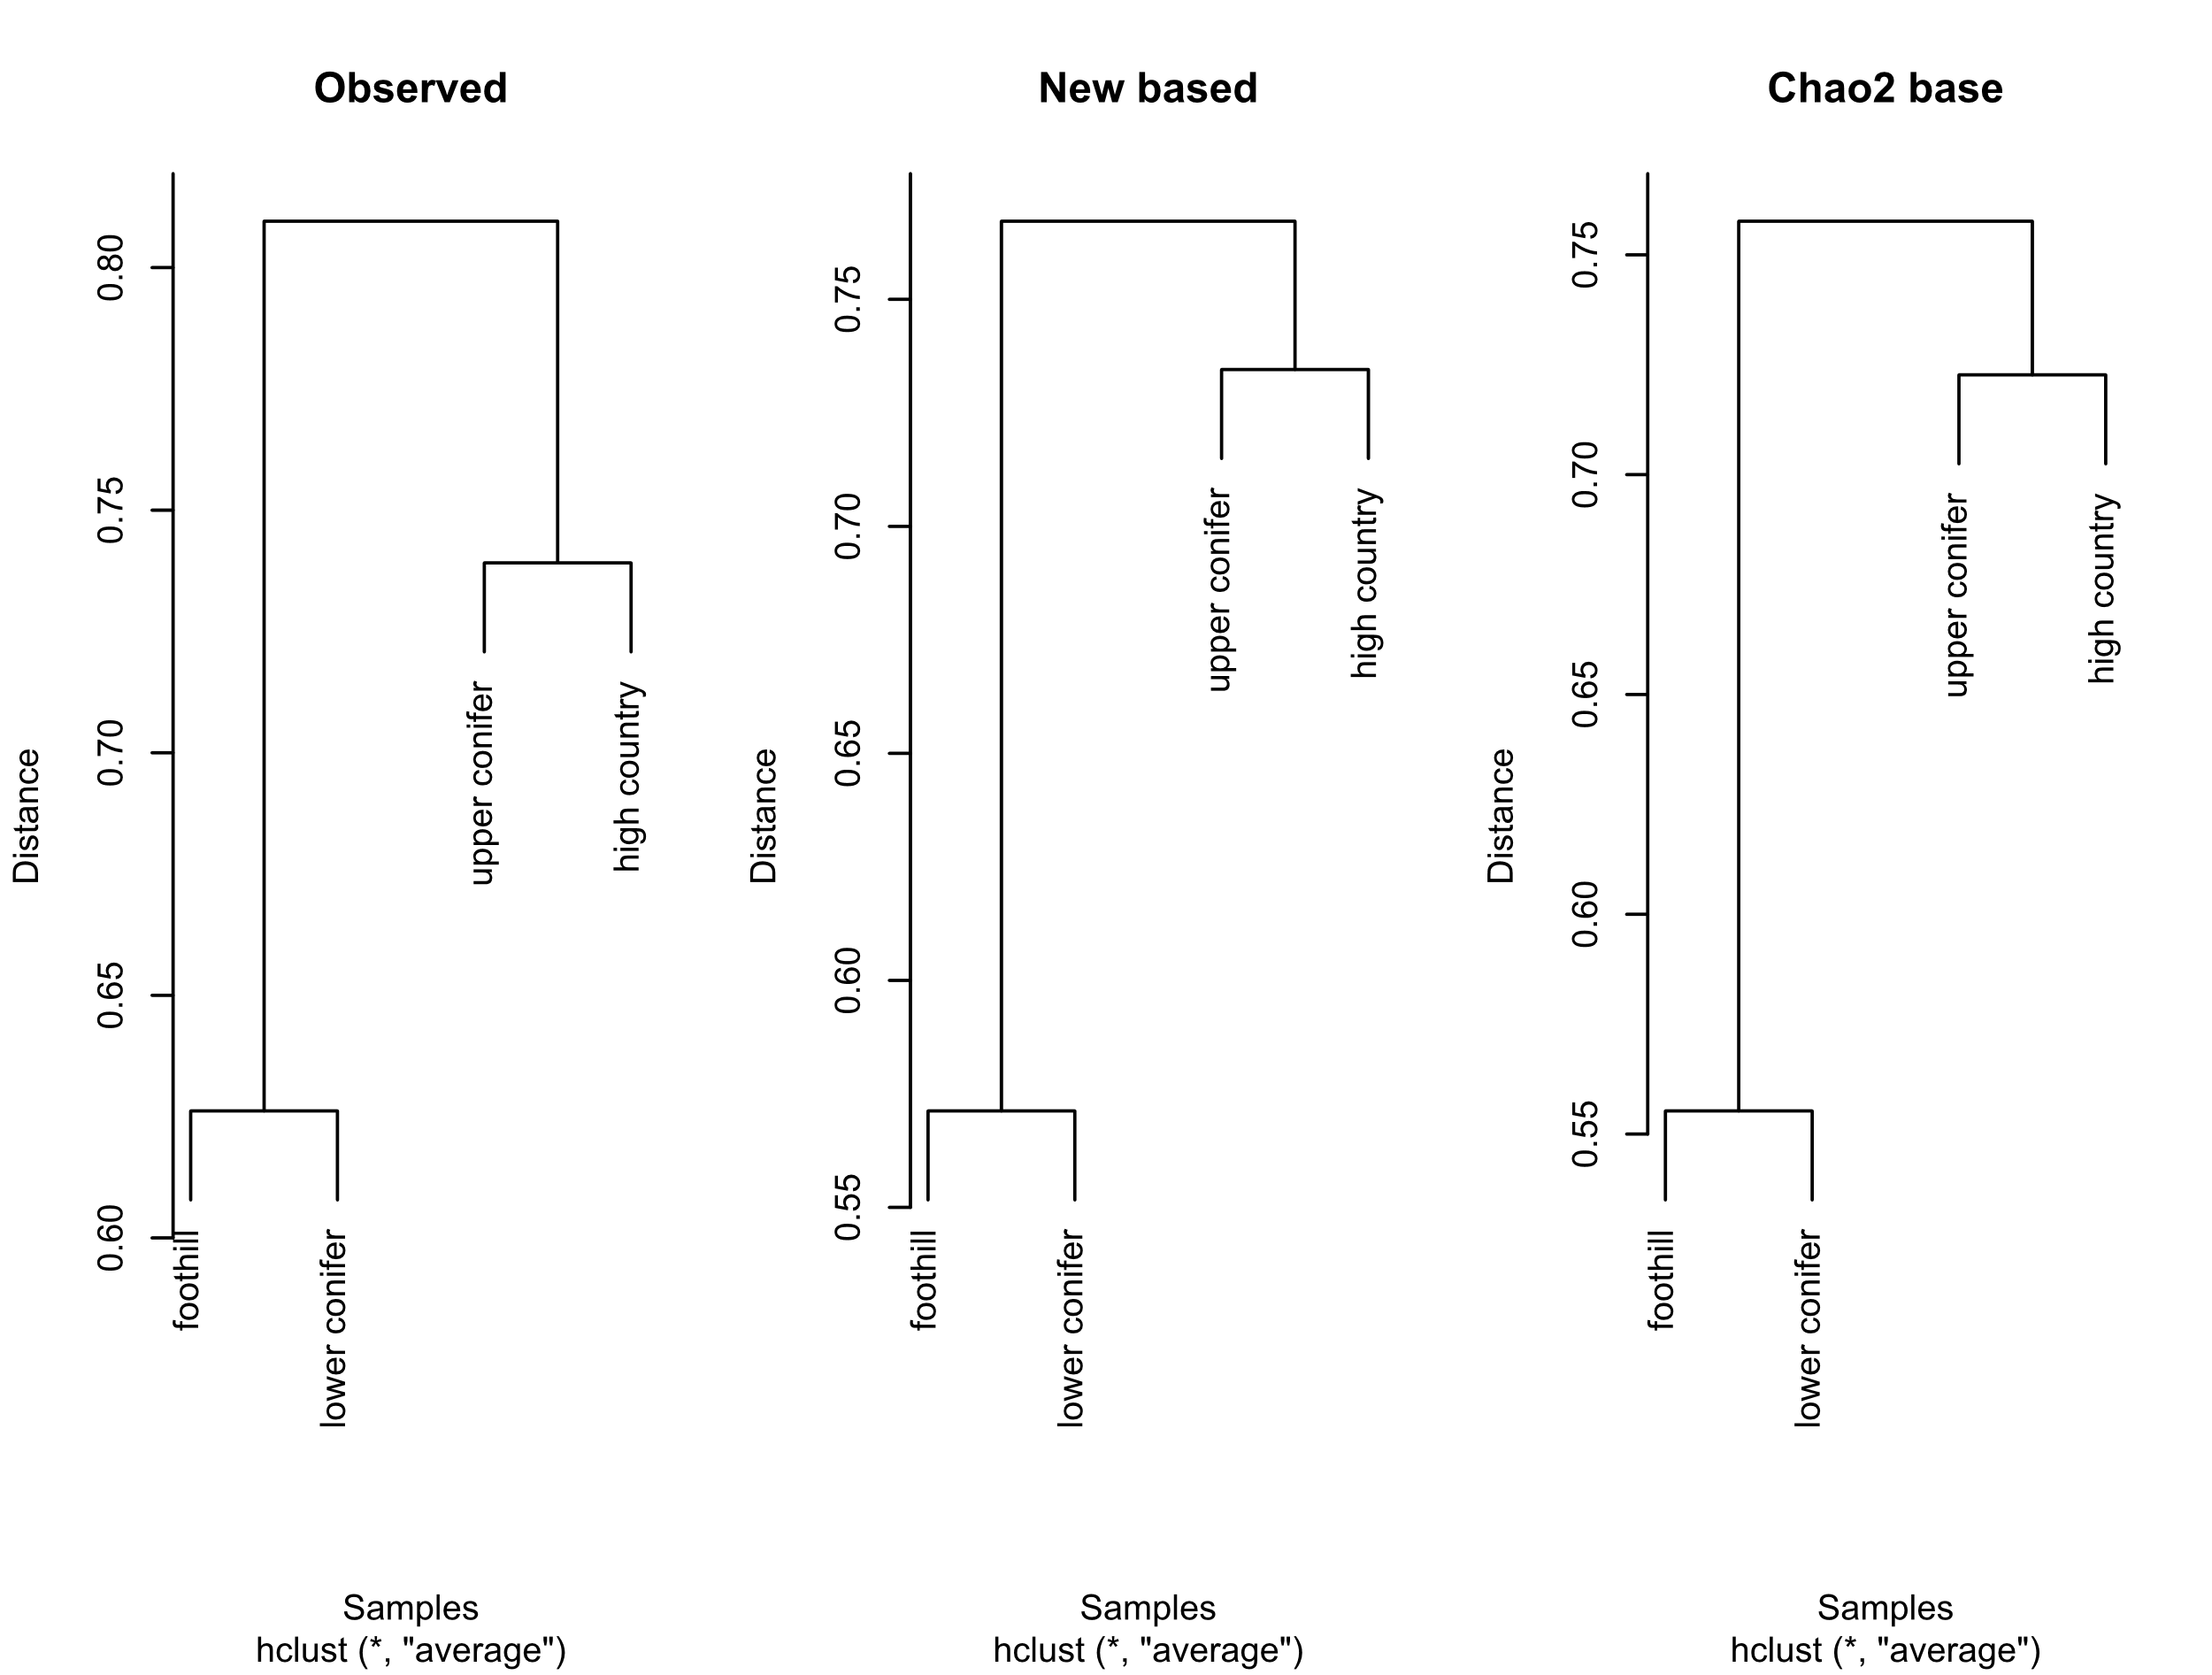 Observed
Distance
0.80
0.75
0.70
0.65
0.60
foothill
lower conifer
upper conifer
high country
Samples
hclust (*, "average")
New based
Distance
0.75
0.70
0.65
0.60
0.55
foothill
lower conifer
upper conifer
high country
Samples
hclust (*, "average")
Chao2 based
Distance
0.75
0.70
0.65
0.60
0.55
foothill
lower conifer
upper conifer
high country
Samples
hclust (*, "average")